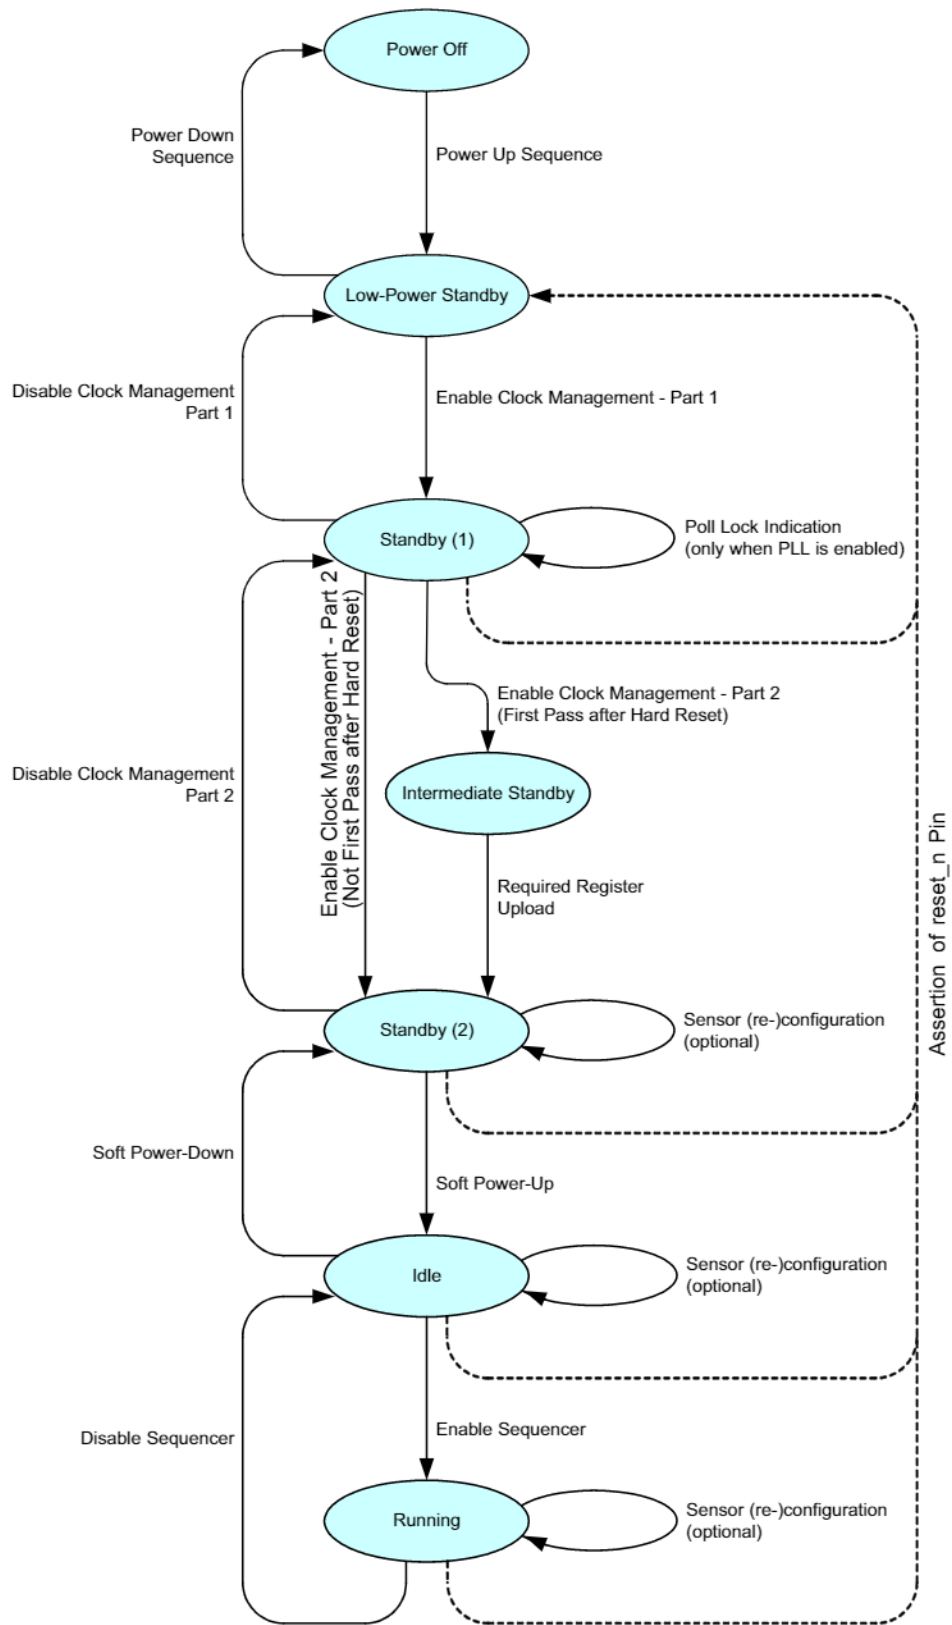 Power Off
Power Down
Sequence
Power Up Sequence
Low-Power Standby
Disable Clock Management
Part 1
Enable Clock Management - Part 1
Standby (1)
Poll Lock Indication
(only when PLL is enabled)
Enable Clock Management - Part 2
(Not First Pass after Hard Reset)
Enable Clock Management - Part 2
(First Pass after Hard Reset)
Disable Clock Management
Part 2
Intermediate Standby
Assertion of reset_n Pin
Required Register
Upload
Standby (2)
Sensor (re-)configuration
(optional)
Soft Power-Down
Soft Power-Up
Idle
Sensor (re-)configuration
(optional)
Disable Sequencer
Enable Sequencer
Running
Sensor (re-)configuration
(optional)